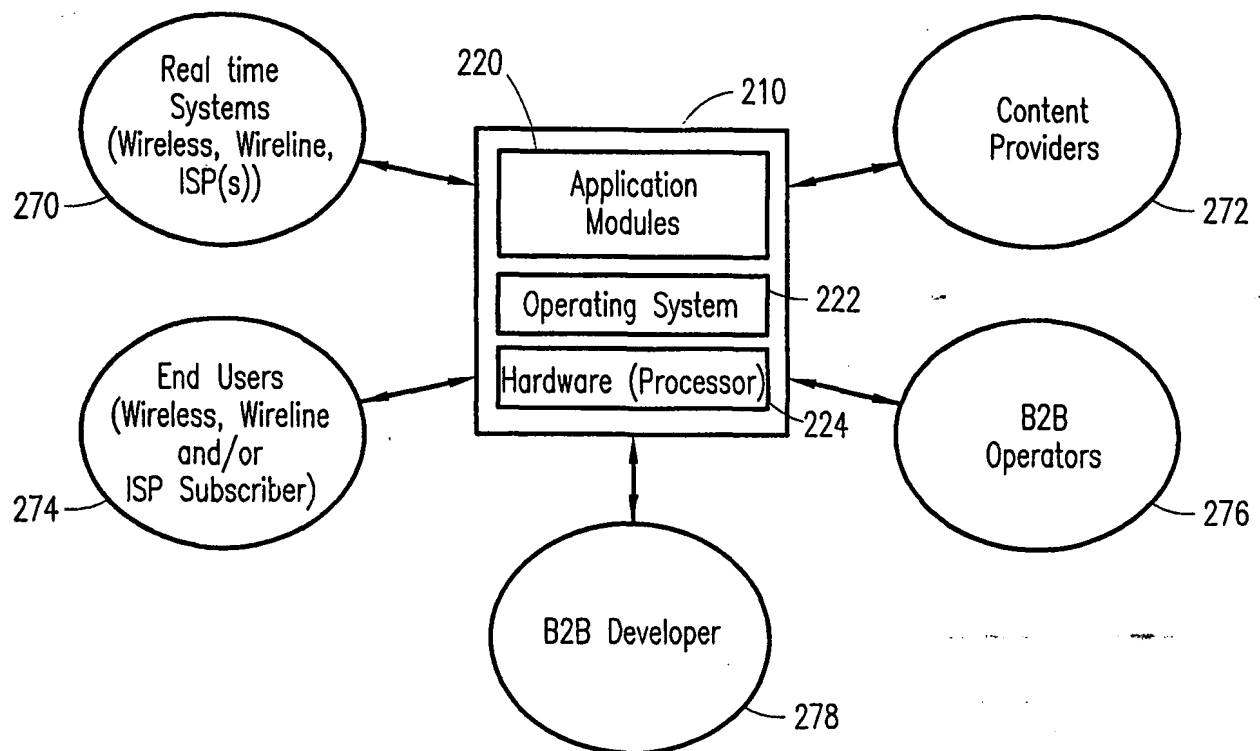 Real time
Systems
(Wireless, Wireline,
ISP(s))
270
220
210
Application
Modules
Operating System
222
Hardware (Processor)
224
Content
Providers
272
End Users
(Wireless, Wireline
and/or
ISP Subscriber)
274
B2B
Operators
276
B2B Developer
278